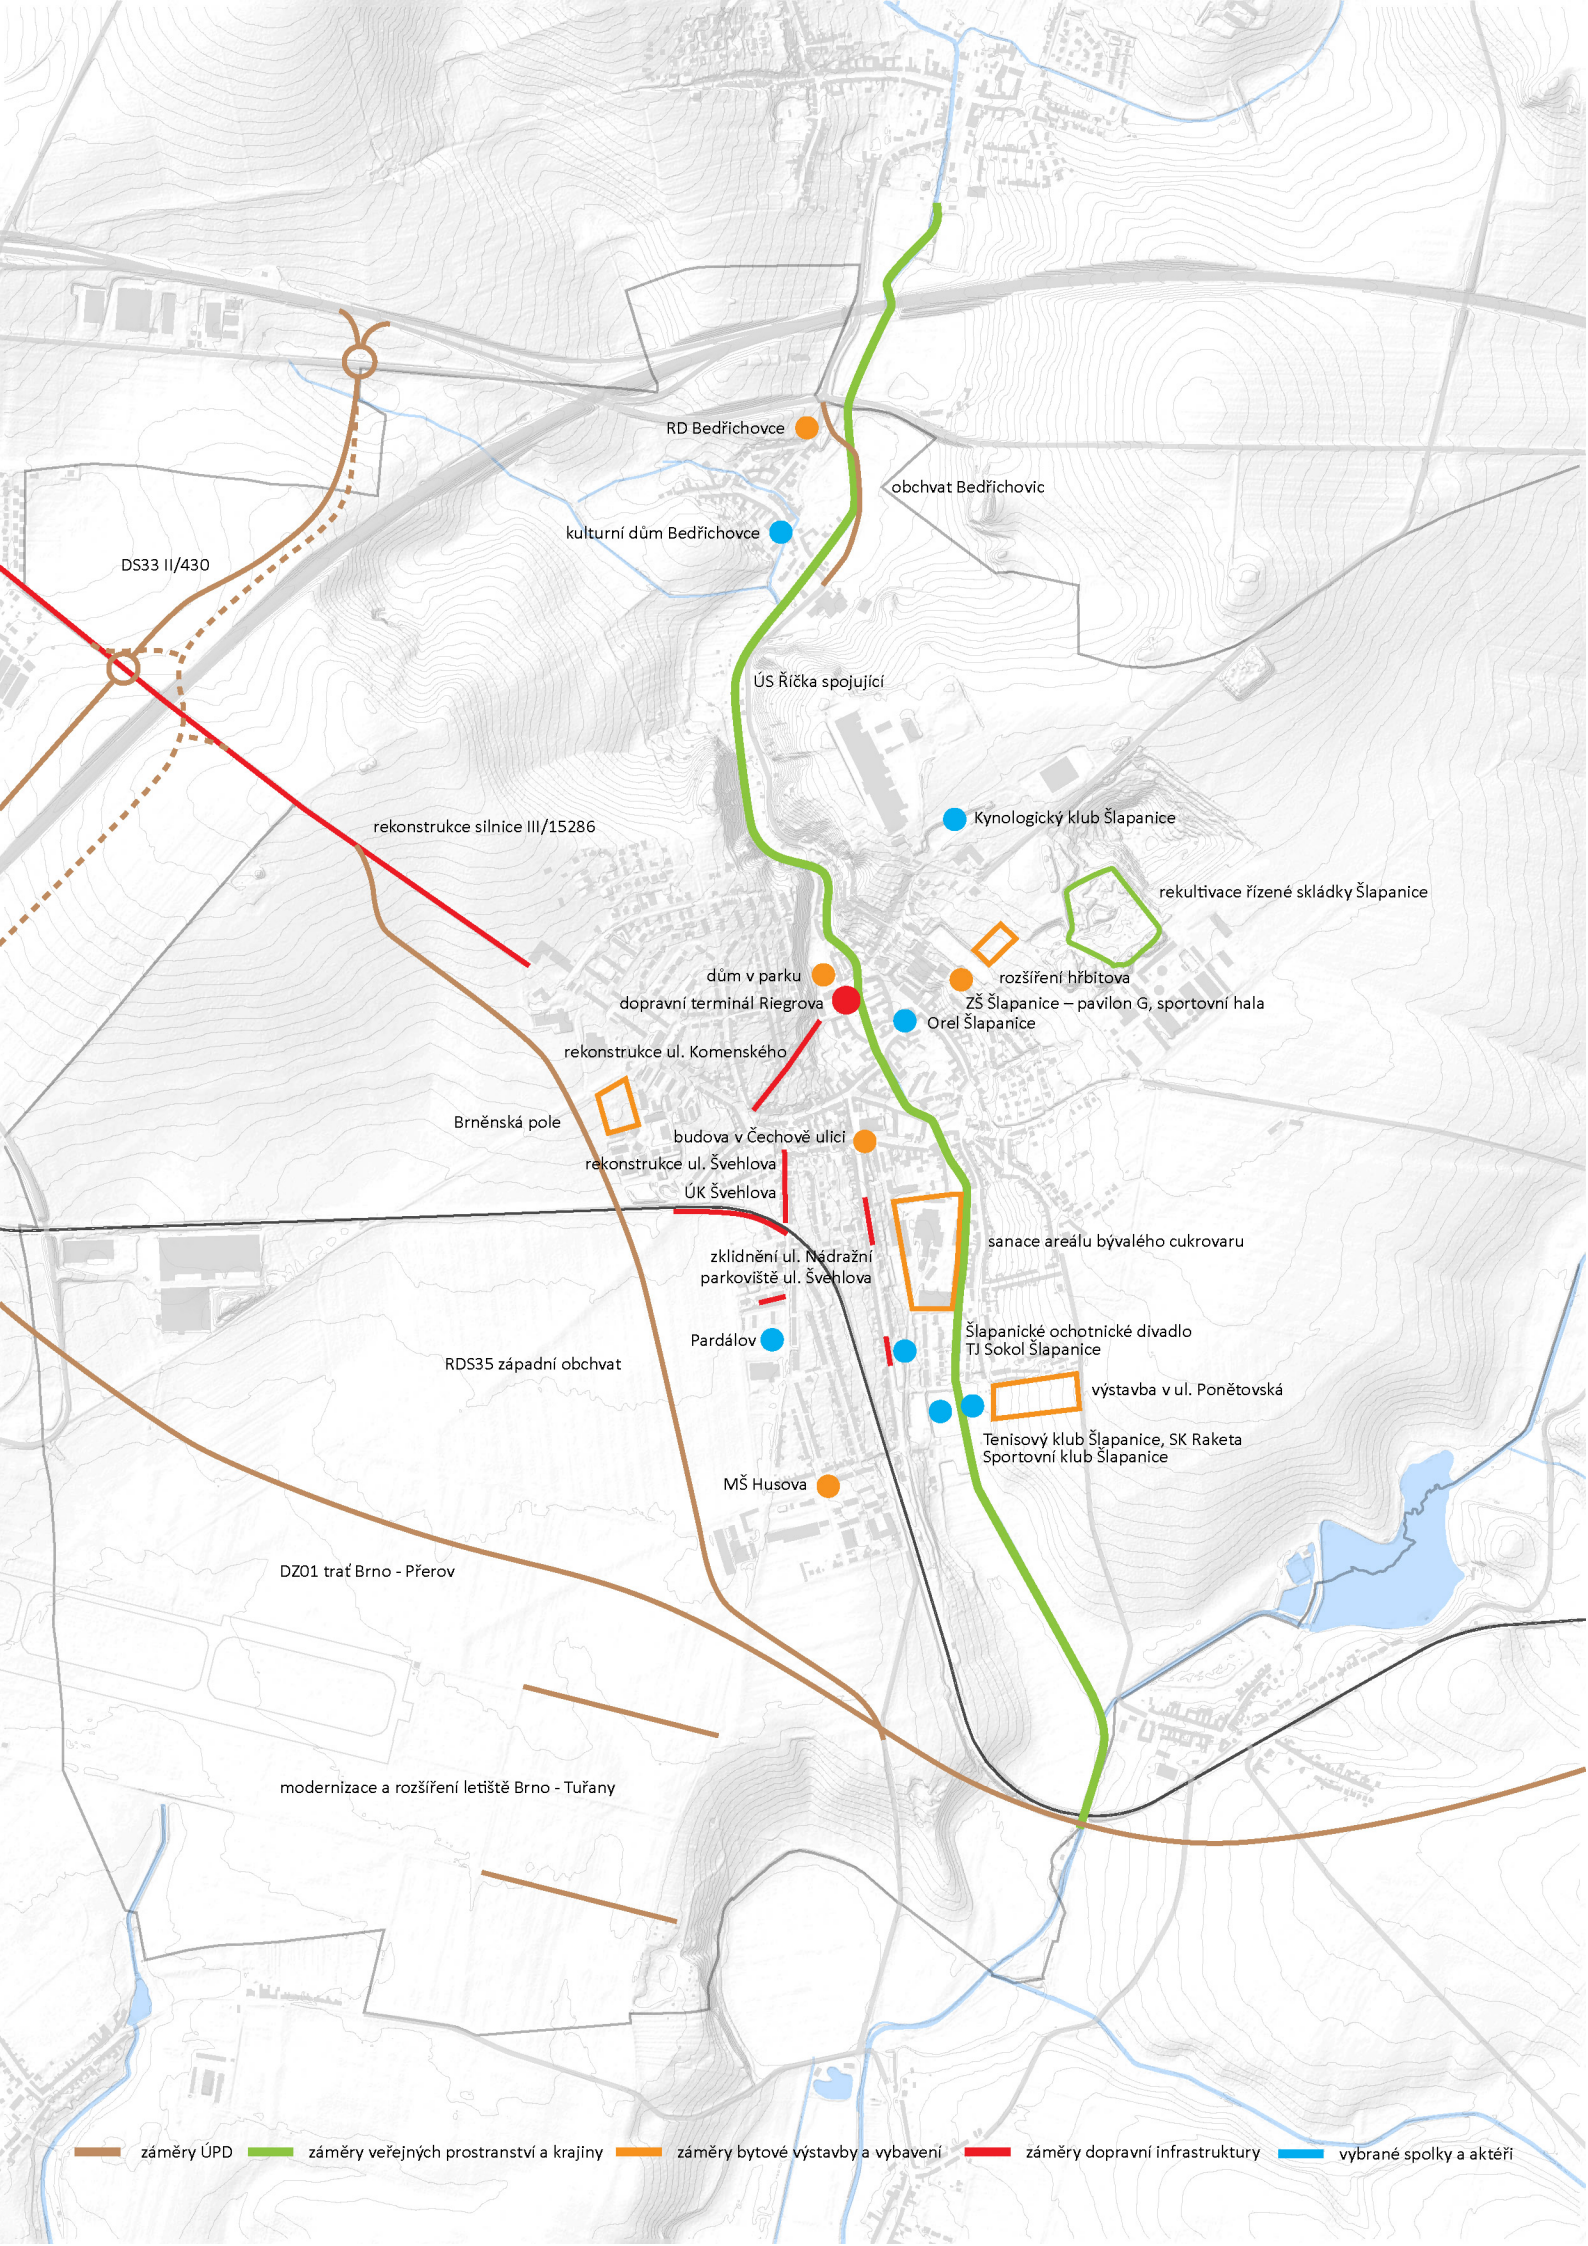 RD Bedřichovce
obchvat Bedřichovic
kulturní dům Bedřichovce
DS33 II/430
ÚS Říčka spojující
Kynologický klub Šlapanice
rekonstrukce silnice III/15286
rekultivace řízené skládky Šlapanice
dům v parku
rozšíření hřbitova
dopravní terminál Riegrova
ZŠ Šlapanice – pavilon G, sportovní hala
Orel Šlapanice
rekonstrukce ul. Komenského
Brněnská pole
budova v Čechově ulici
rekonstrukce ul. Švehlova
ÚK Švehlova
sanace areálu bývalého cukrovaru
zklidnění ul. Nádražní
parkoviště ul. Švehlova
Šlapanické ochotnické divadlo
TJ Sokol Šlapanice
Pardálov
RDS35 západní obchvat
výstavba v ul. Ponětovská
Tenisový klub Šlapanice, SK Raketa
Sportovní klub Šlapanice
MŠ Husova
DZ01 trať Brno - Přerov
modernizace a rozšíření letiště Brno - Tuřany
záměry ÚPD
záměry veřejných prostranství a krajiny
záměry bytové výstavby a vybavení
záměry dopravní infrastruktury
vybrané spolky a aktéři